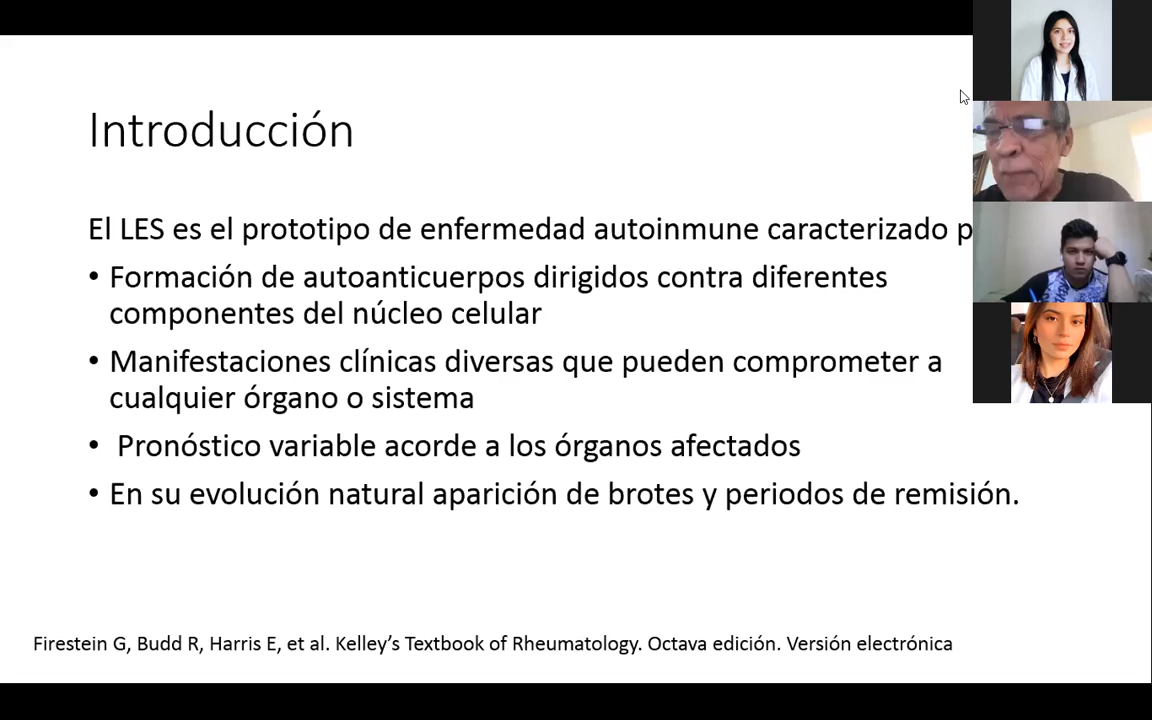 Introducción
El LES es el prototipo de enfermedad autoinmune caracterizado p
• Formación de autoanticuerpos dirigidos contra diferentes
componentes del núcleo celular
• Manifestaciones clínicas diversas que pueden comprometer a
cualquier órgano o sistema
• Pronóstico variable acorde a los órganos afectados
• En su evolución natural aparición de brotes y periodos de remisión.
Firestein G, Budd R, Harris E, et al. Kelley’s Textbook of Rheumatology. Octava edición. Versión electrónica